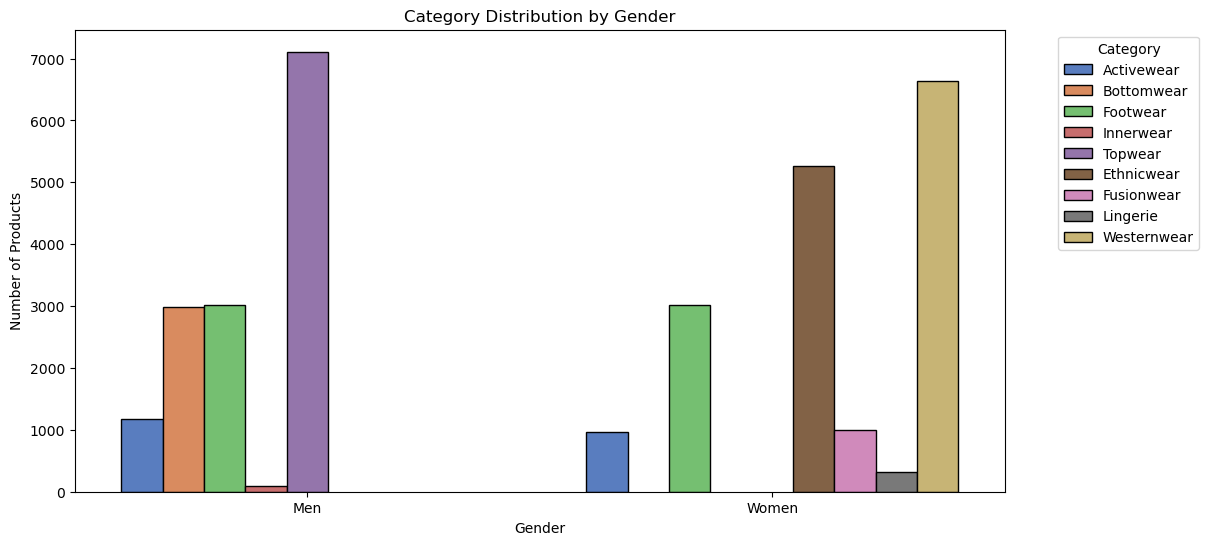 Category Distribution by Gender
Number of Products
7000
6000
5000
4000
3000
2000
1000
0
Men
Women
Gender
Category
Activewear
Bottomwear
Footwear
Innerwear
Topwear
Ethnicwear
Fusionwear
Lingerie
Westernwear